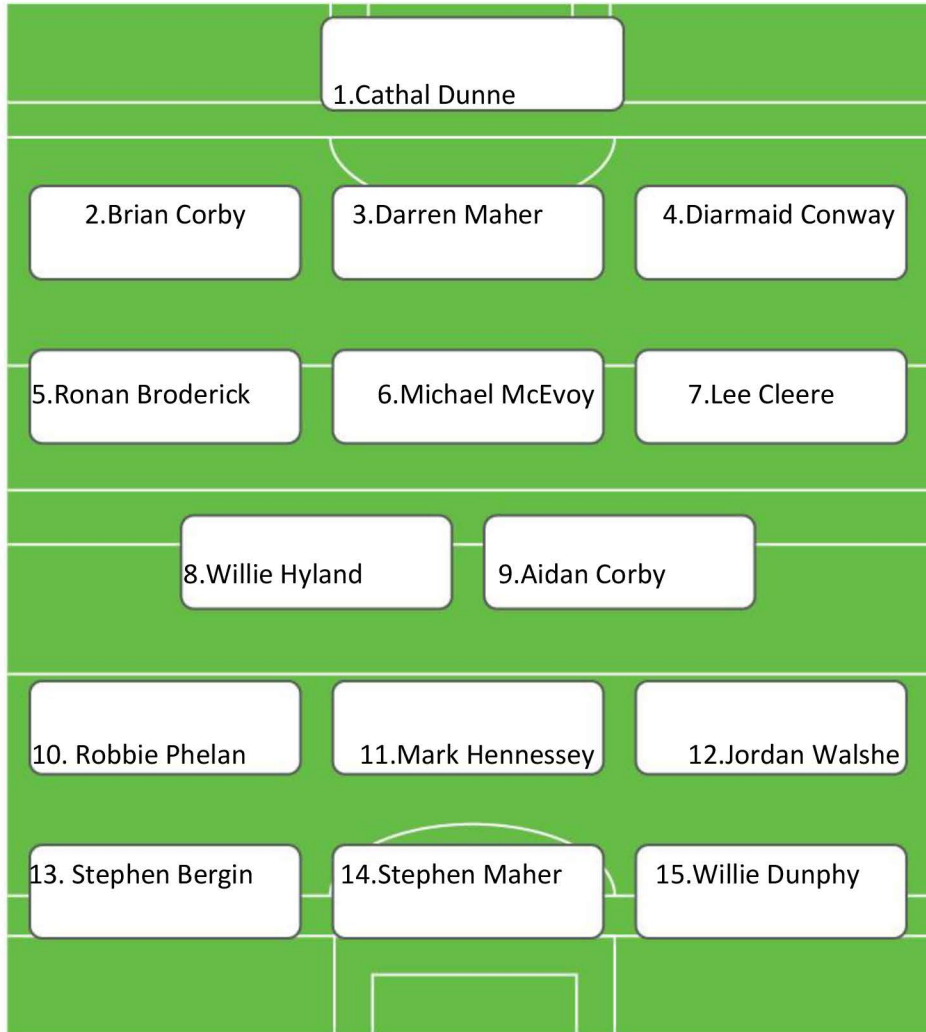 1.Cathal Dunne
2.Brian Corby
3.Darren Maher
4.Diarmaid Conway
5.Ronan Broderick
6.Michael McEvoy
7.Lee Cleere
8.Willie Hyland
9.Aidan Corby
10. Robbie Phelan
11.Mark Hennessey
12.Jordan Walshe
13. Stephen Bergin
14.Stephen Maher
15.Willie Dunphy